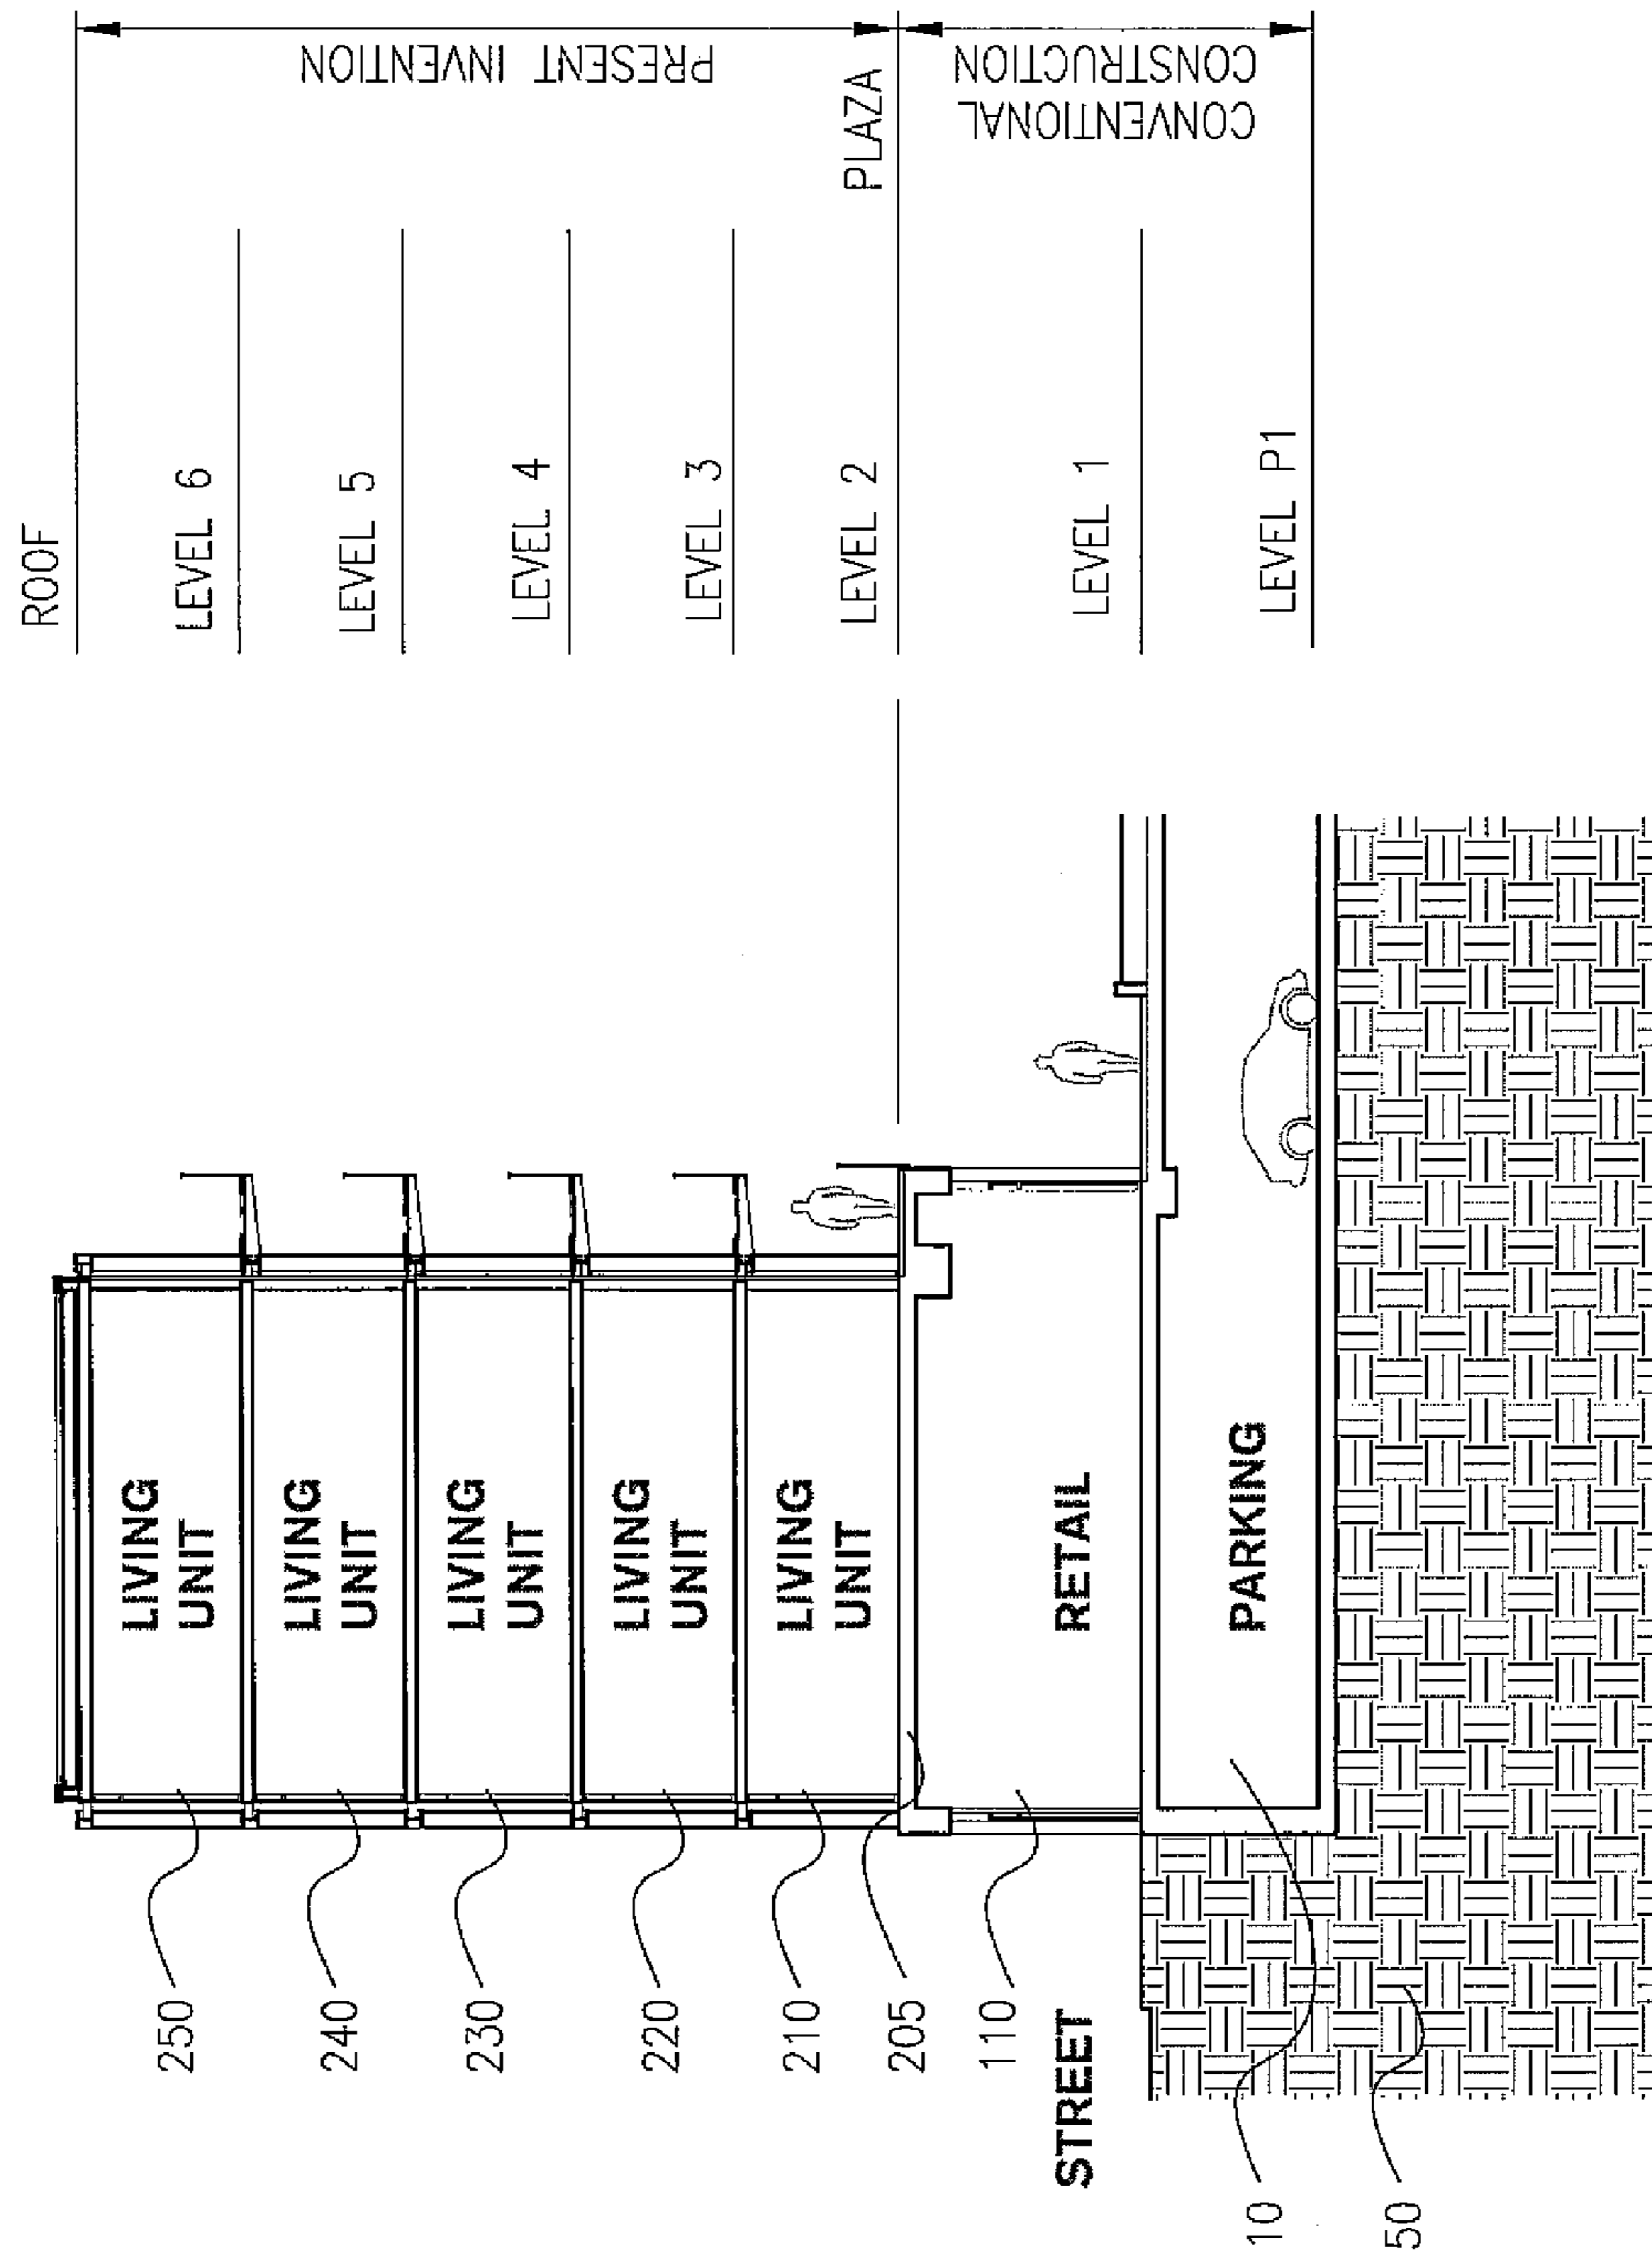 ROOF
LEVEL 6
LEVEL 5
LEVEL 4
LEVEL 3
LEVEL 2
PLAZA
LEVEL 1
LEVEL P1
PRESENT INVENTION
CONVENTIONAL
CONSTRUCTION
LIVING
UNIT
LIVING
UNIT
LIVING
UNIT
LIVING
UNIT
LIVING
UNIT
RETAIL
PARKING
250
240
230
220
210
205
110
STREET
10
50